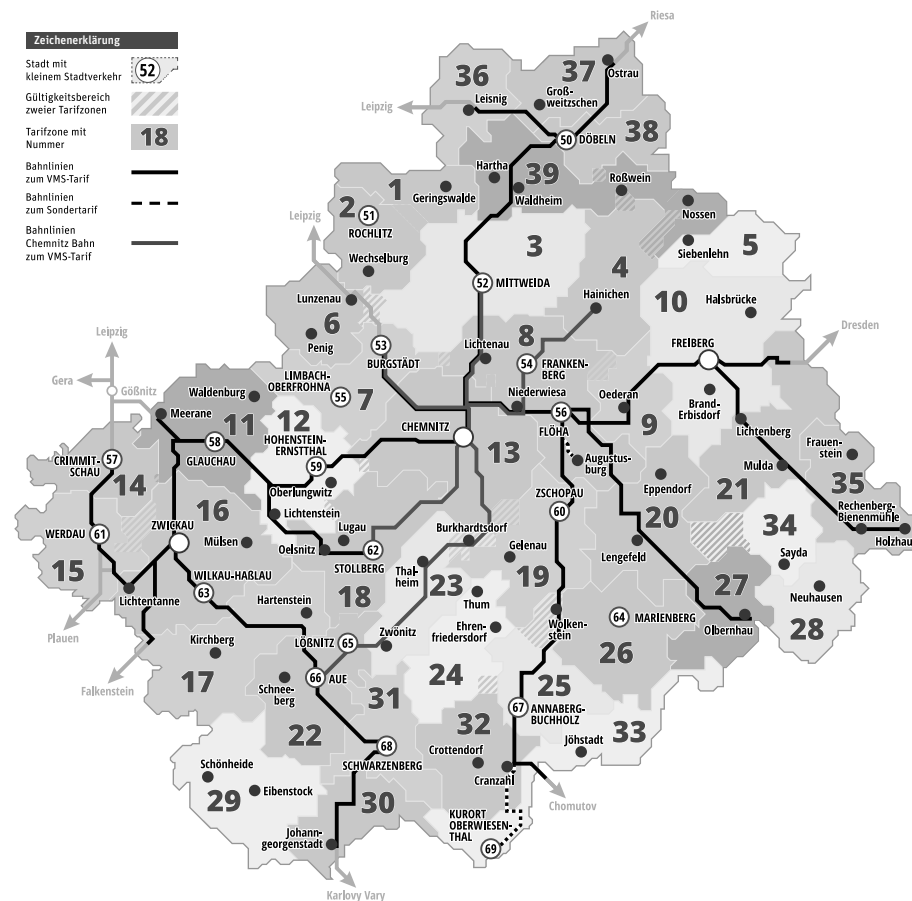 Zeichenerklärung
Stadt mit
kleinem Stadtverkehr
52
Gültigkeitsbereich
zweier Tarifzonen
Tarifzone mit
Nummer
18
Bahnlinien
zum VMS-Tarif
Bahnlinien
zum Sondertarif
Bahnlinien
Chemnitz Bahn
zum VMS-Tarif
Riesa
36
37
Ostrau
Groß-
weitzschen
Leipzig
Leisnig
38
50
DÖBELN
Hartha
39
Waldheim
Roßwein
1
Geringswalde
2
51
ROCHLITZ
Nossen
Siebenlehn
5
Leipzig
Wechselburg
3
4
52
MITTWEIDA
Hainichen
10
Halsbrücke
Lunzenau
6
Penig
53
BURGSTÄDT
Lichtenau
8
54
FRANKEN-
BERG
FREIBERG
Dresden
Leipzig
Gera
Gößnitz
LIMBACH-
OBERFROHNA
55
7
Niederwiesa
Oederan
Brand-
Erbisdorf
Waldenburg
Meerane
11
12
CHEMNITZ
56
FLÖHA
9
Lichtenberg
HOHENSTEIN-
ERNSTTHAL
59
58
GLAUCHAU
13
Frauen-
stein
57
CRIMMIT-
SCHAU
14
Augustus-
burg
Mulda
35
Oberlungwitz
Eppendorf
21
Rechenberg-
Bienenmühle
ZSCHOPAU
60
Lichtenstein
16
20
34
Holzhau
Lugau
Burkhardtsdorf
ZWICKAU
WERDAU
61
Mülsen
Oelsnitz
62
STOLLBERG
Gelenau
Lengefeld
Sayda
15
Thal-
heim
23
19
27
WILKAU-HAßLAU
63
18
Thum
Neuhausen
Lichtentanne
Hartenstein
64
MARIENBERG
Olbernhau
28
Plauen
Wolken-
stein
Ehren-
friedersdorf
Kirchberg
LÖßNITZ
65
Zwönitz
26
24
17
66
AUE
Falkenstein
Schnee-
berg
31
25
67
ANNABERG-
BUCHHOLZ
33
32
22
Jöhstadt
68
SCHWARZENBERG
Crottendorf
Schönheide
29
Eibenstock
30
Cranzahl
Chomutov
KURORT
OBERWIESEN-
THAL
69
Johann-
georgenstadt
Karlovy Vary